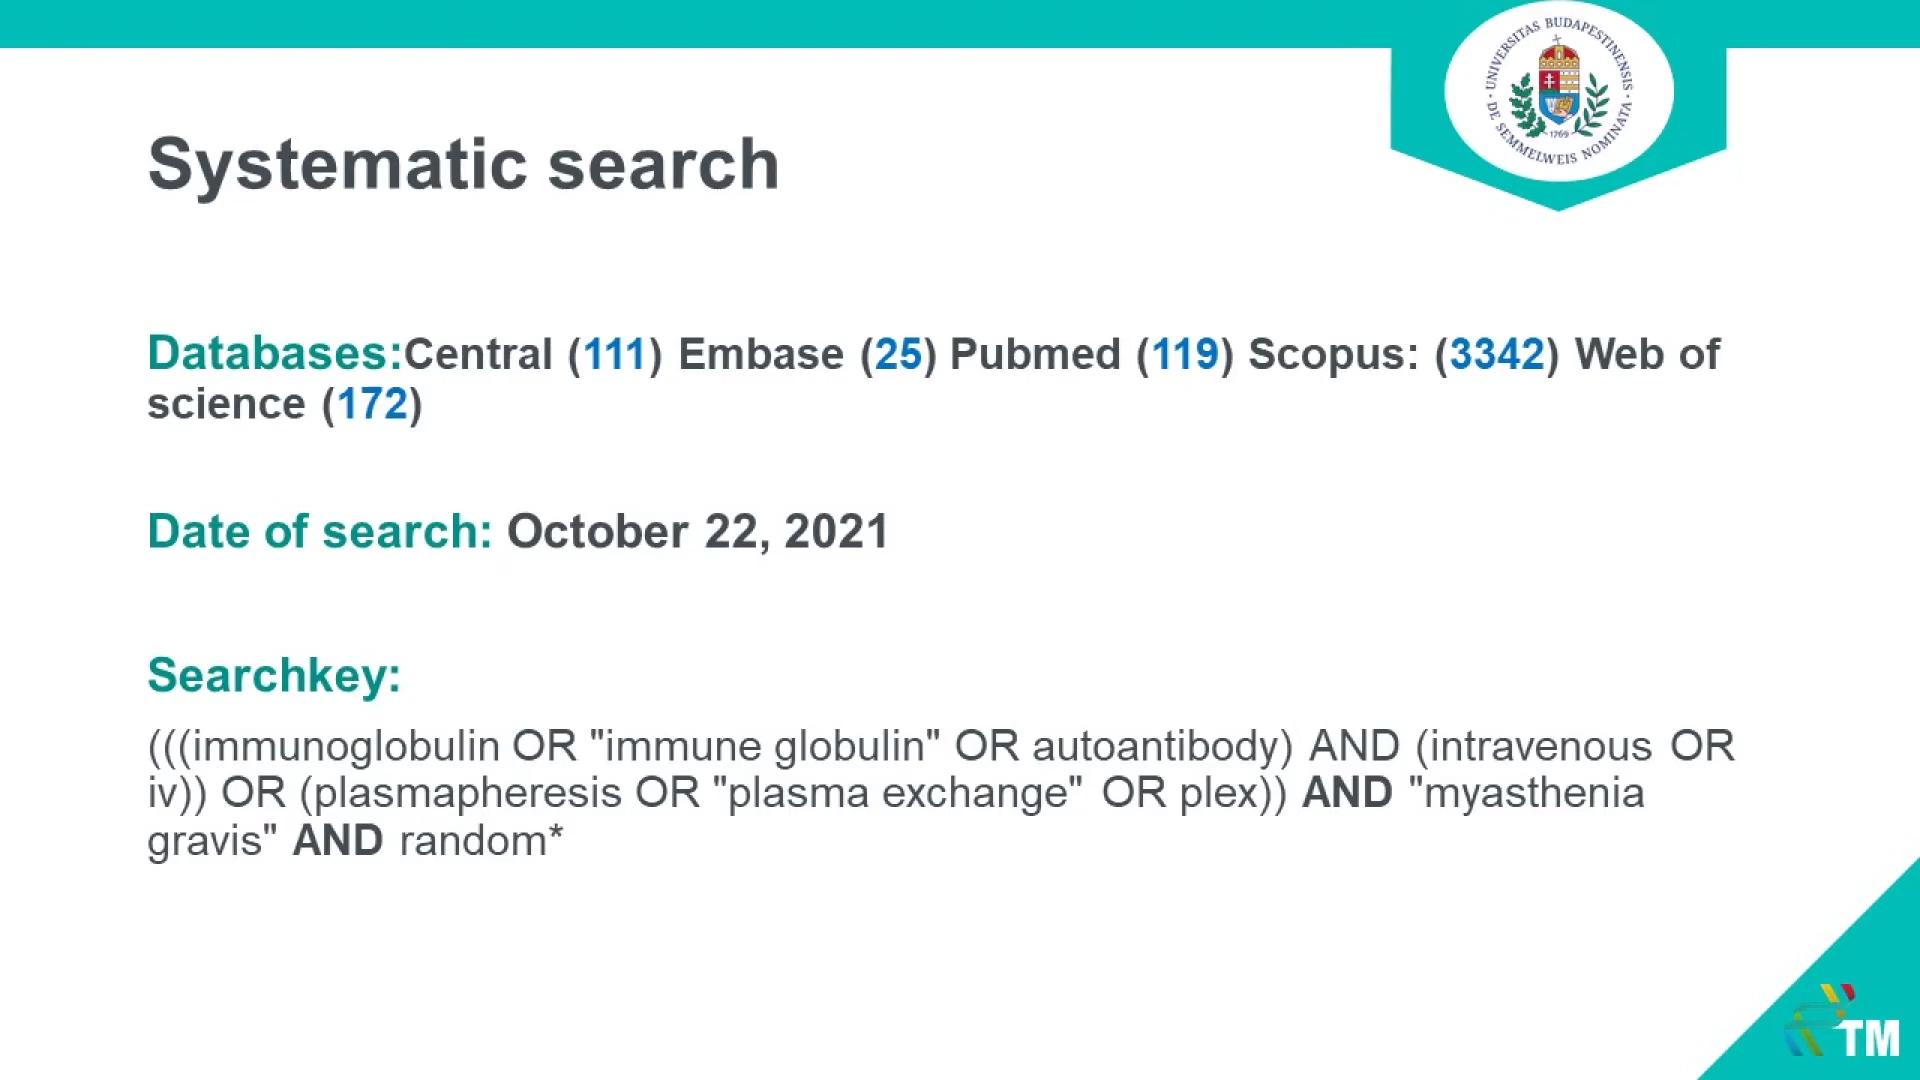 UNIVERSITAS BUDAPESTINENSIS
DE SEMMELWEIS NOMINATA
1769
Systematic search
Databases:Central (111) Embase (25) Pubmed (119) Scopus: (3342) Web of
science (172)
Date of search: October 22, 2021
Searchkey:
(((immunoglobulin OR "immune globulin" OR autoantibody) AND (intravenous OR
iv)) OR (plasmapheresis OR "plasma exchange" OR plex)) AND "myasthenia
gravis" AND random*
TM